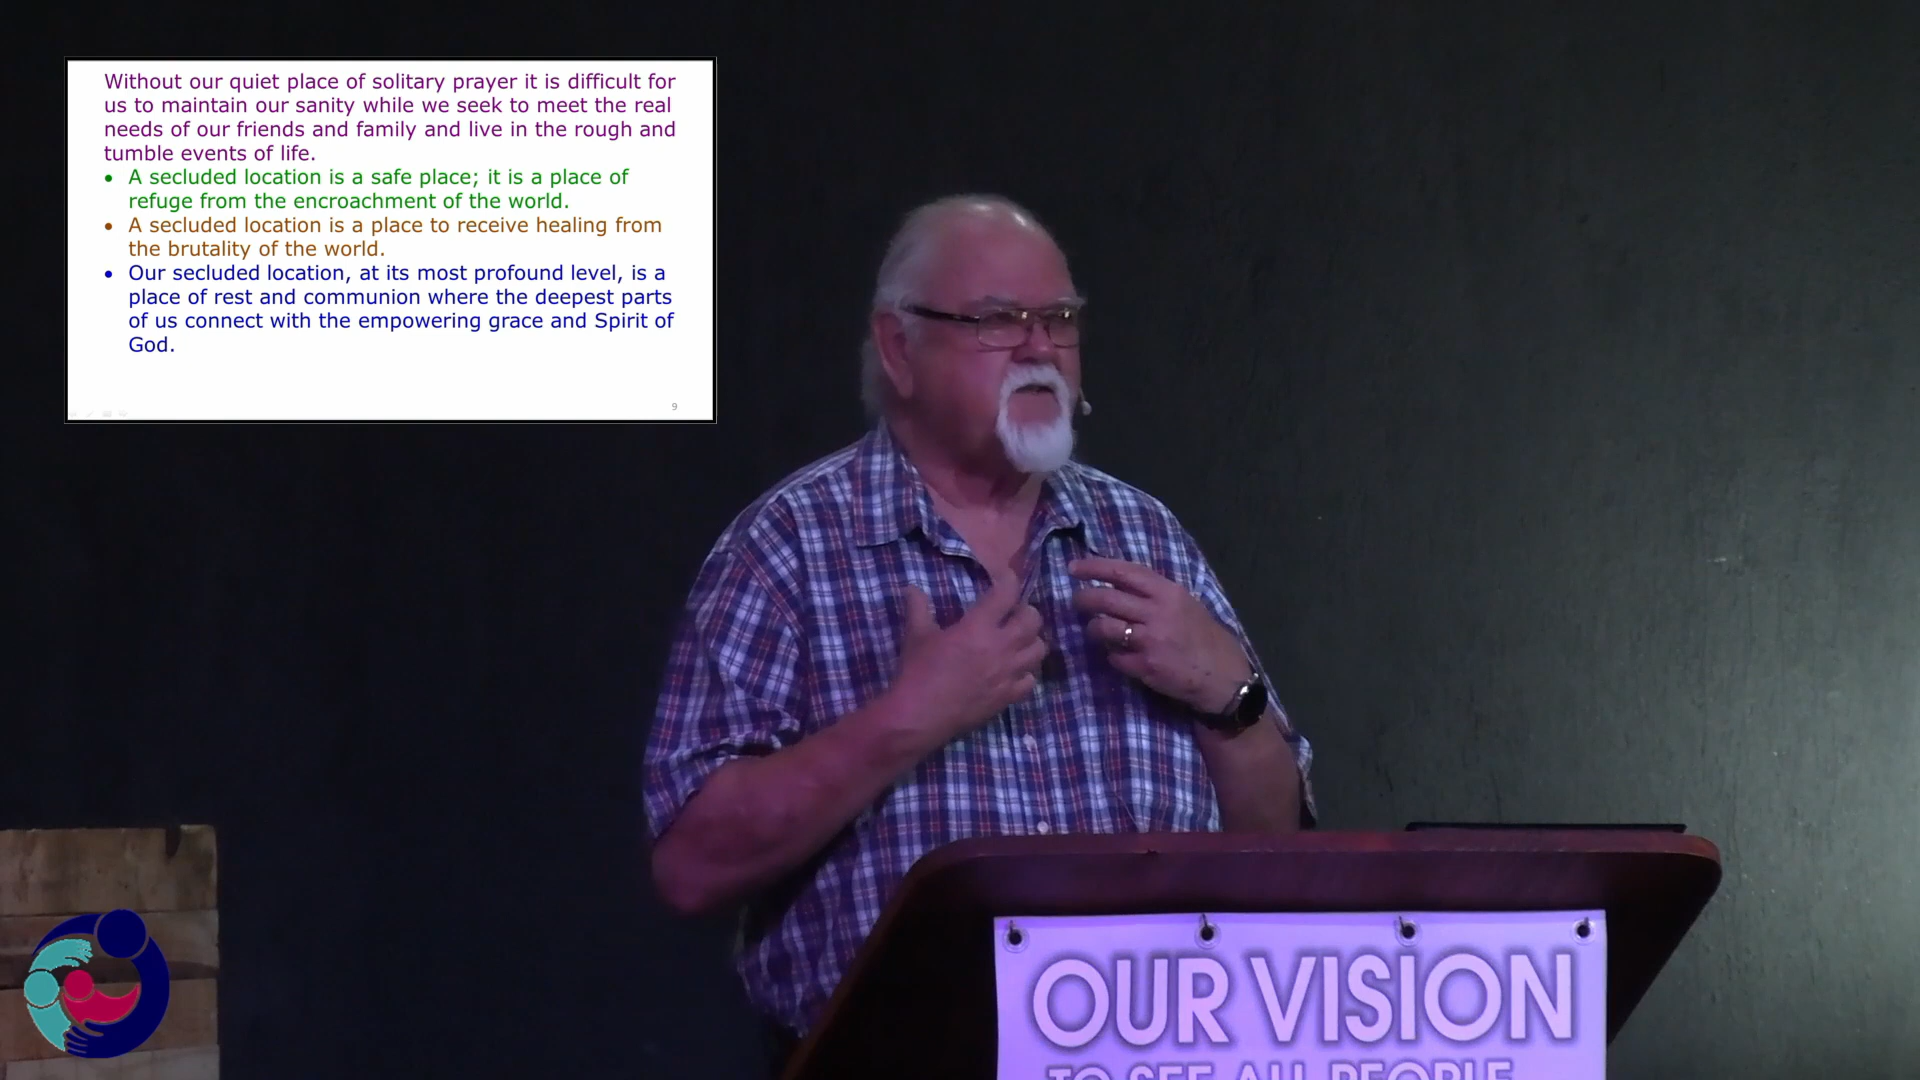 Without our quiet place of solitary prayer it is difficult for
us to maintain our sanity while we seek to meet the real
needs of our friends and family and live in the rough and
tumble events of life.
• A secluded location is a safe place; it is a place of
refuge from the encroachment of the world.
• A secluded location is a place to receive healing from
the brutality of the world.
• Our secluded location, at its most profound level, is a
place of rest and communion where the deepest parts
of us connect with the empowering grace and Spirit of
God.
9
OUR VISION
TO SEE ALL PEOPLE